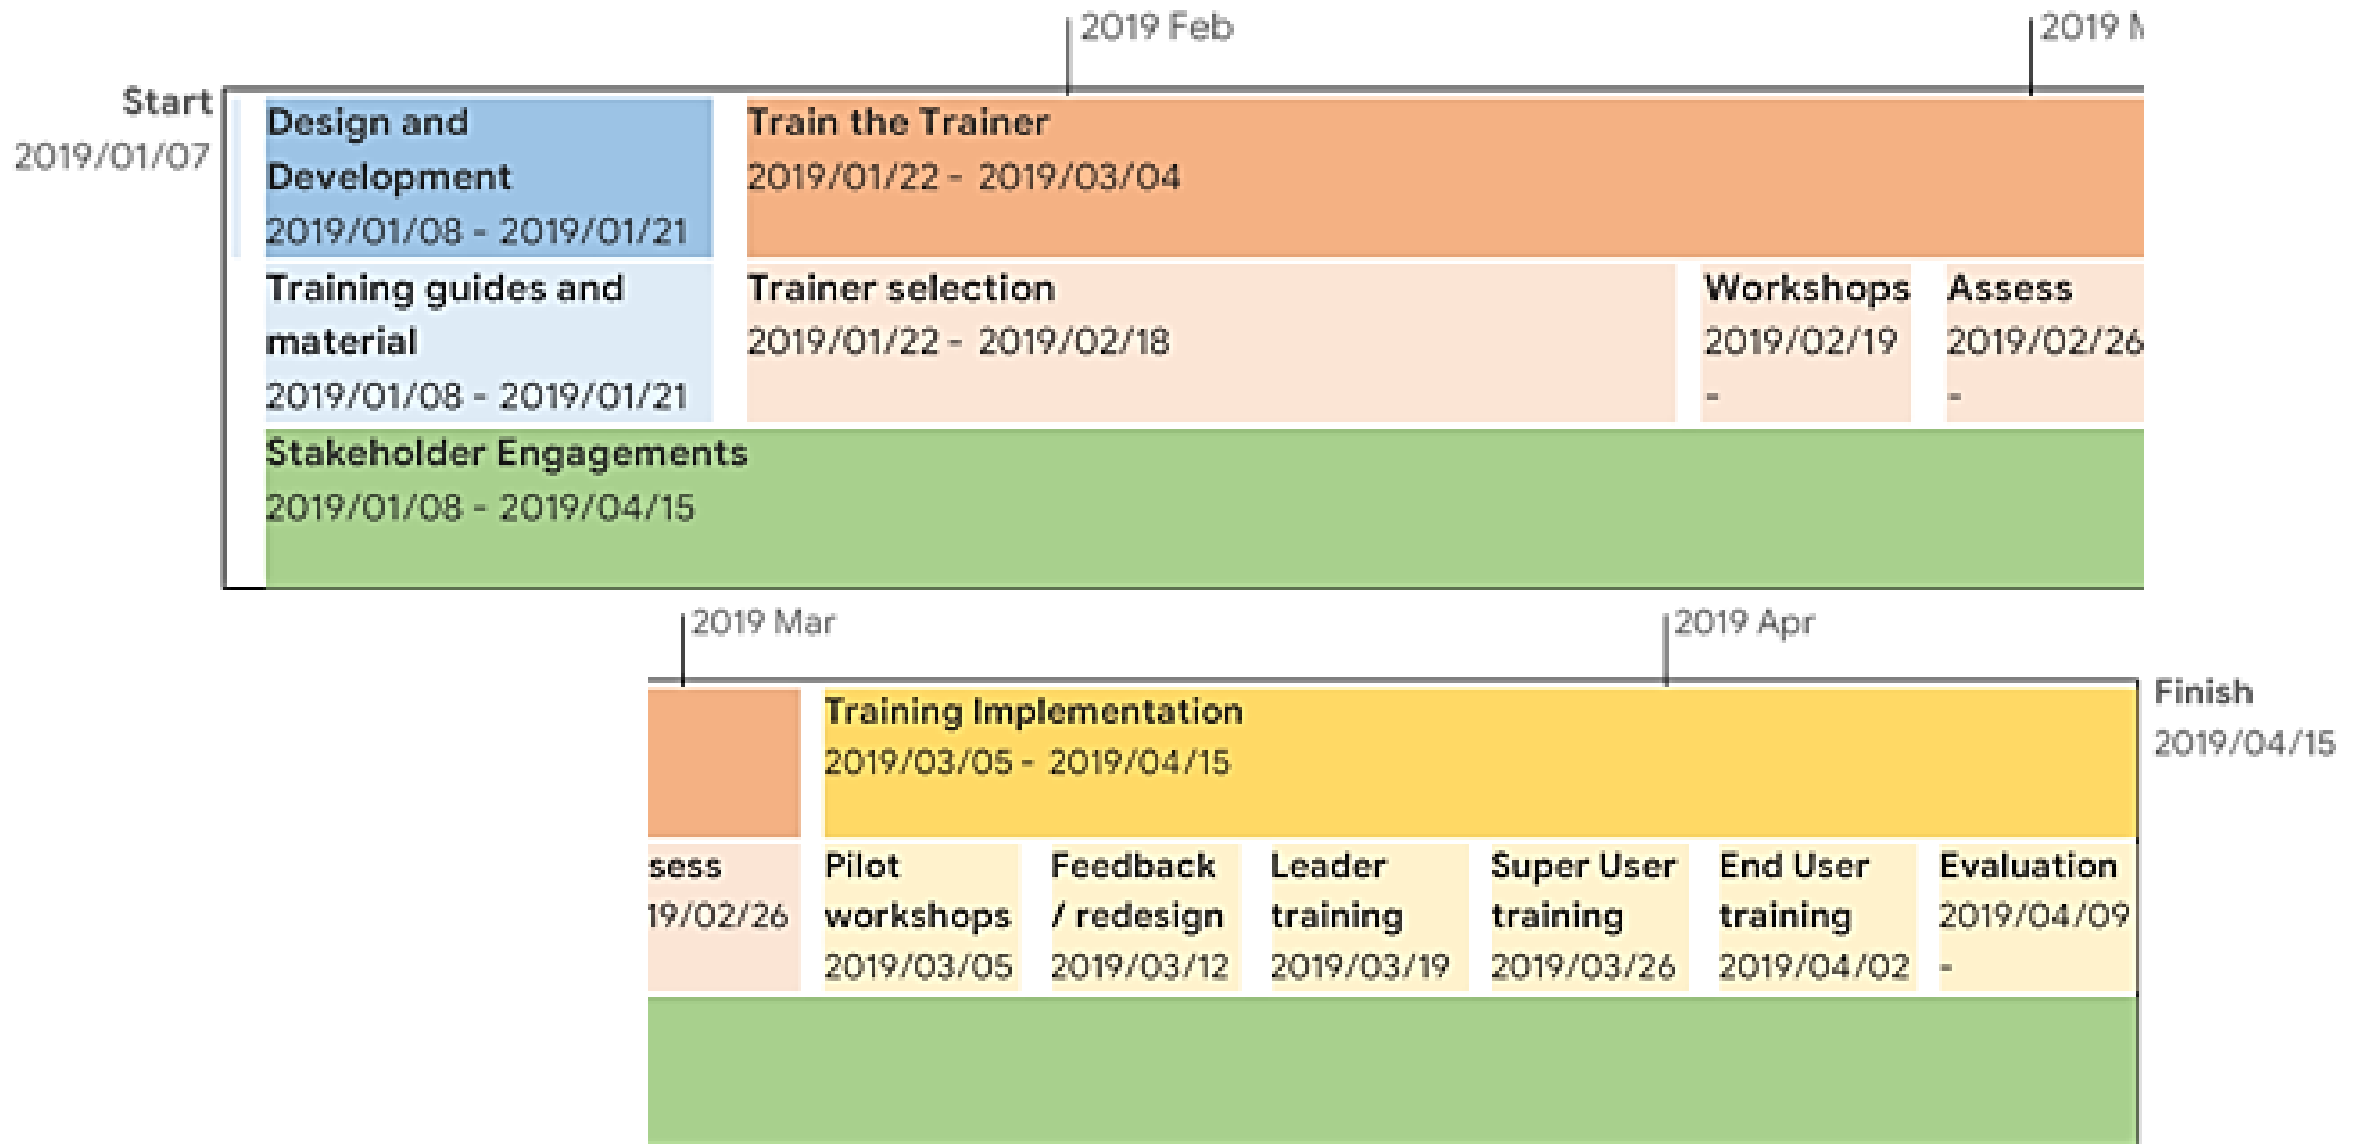 2019 Feb
2019 M
Start
2019/01/07
Design and
Development
2019/01/08 - 2019/01/21
Train the Trainer
2019/01/22 - 2019/03/04
Training guides and
material
2019/01/08 - 2019/01/21
Trainer selection
2019/01/22 - 2019/02/18
Workshops
2019/02/19
-
Assess
2019/02/26
-
Stakeholder Engagements
2019/01/08 - 2019/04/15
2019 Mar
2019 Apr
Training Implementation
2019/03/05 - 2019/04/15
Finish
2019/04/15
sess
19/02/26
Pilot
workshops
2019/03/05
Feedback
/ redesign
2019/03/12
Leader
training
2019/03/19
Super User
training
2019/03/26
End User
training
2019/04/02
Evaluation
2019/04/09
-